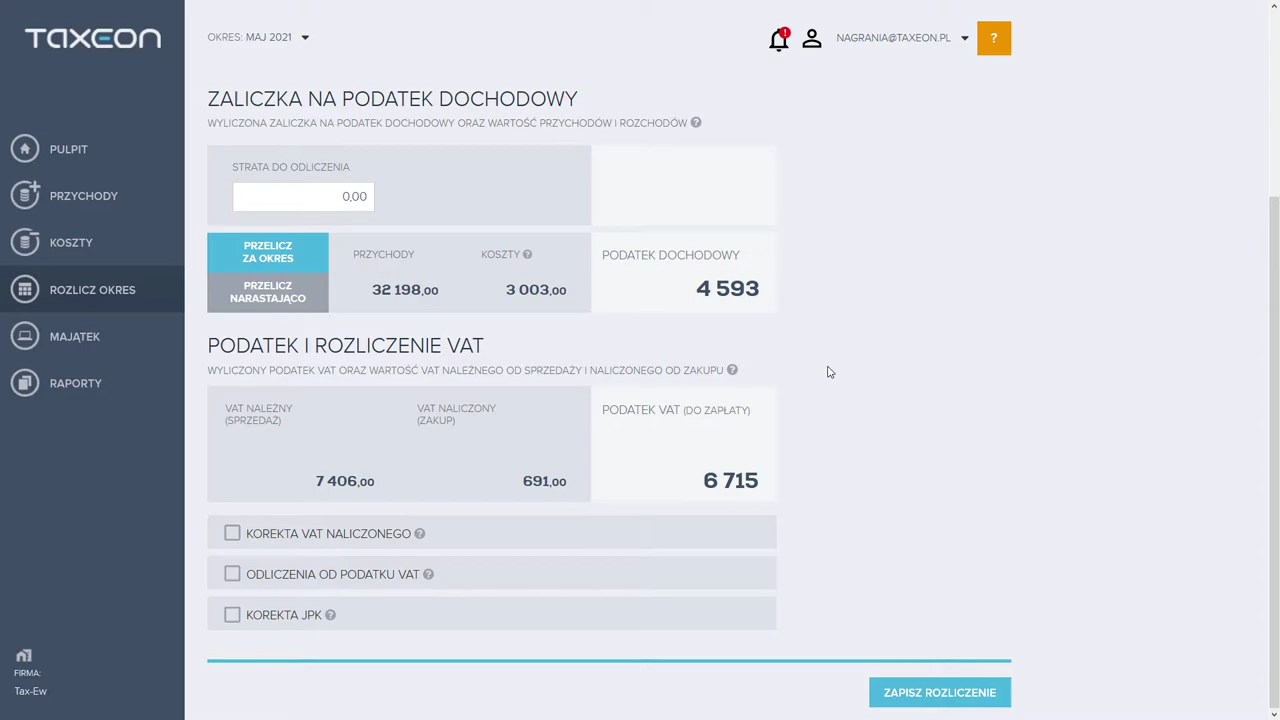 TAXEON
OKRES: MAJ 2021
!
NAGRANIA@TAXEON.PL
?
PULPIT
PRZYCHODY
KOSZTY
ROZLICZ OKRES
MAJĄTEK
RAPORTY
FIRMA:
Tax-Ew
ZALICZKA NA PODATEK DOCHODOWY
WYLICZONA ZALICZKA NA PODATEK DOCHODOWY ORAZ WARTOŚĆ PRZYCHODÓW I ROZCHODÓW ?
STRATA DO ODLICZENIA
0,00
PRZELICZ
ZA OKRES
PRZELICZ
NARASTAJĄCO
PRZYCHODY
32 198,00
KOSZTY ?
3 003,00
PODATEK DOCHODOWY
4 593
PODATEK I ROZLICZENIE VAT
WYLICZONY PODATEK VAT ORAZ WARTOŚĆ VAT NALEŻNEGO OD SPRZEDAŻY I NALICZONEGO OD ZAKUPU ?
VAT NALEŻNY
(SPRZEDAŻ)
7 406,00
VAT NALICZONY
(ZAKUP)
691,00
PODATEK VAT (DO ZAPŁATY)
6 715
KOREKTA VAT NALICZONEGO ?
ODLICZENIA OD PODATKU VAT ?
KOREKTA JPK ?
ZAPISZ ROZLICZENIE